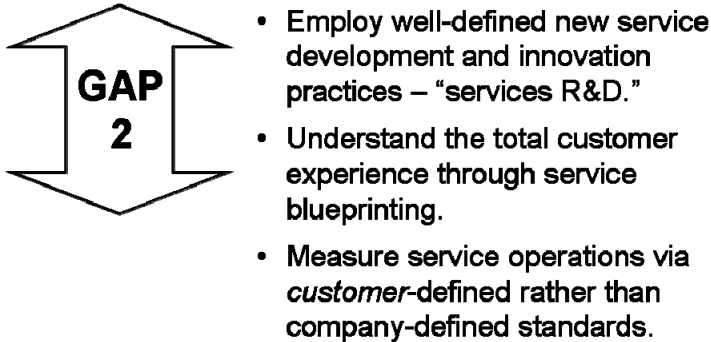 GAP
2
• Employ well-defined new service
development and innovation
practices – “services R&D.”
• Understand the total customer
experience through service
blueprinting.
• Measure service operations via
customer-defined rather than
company-defined standards.